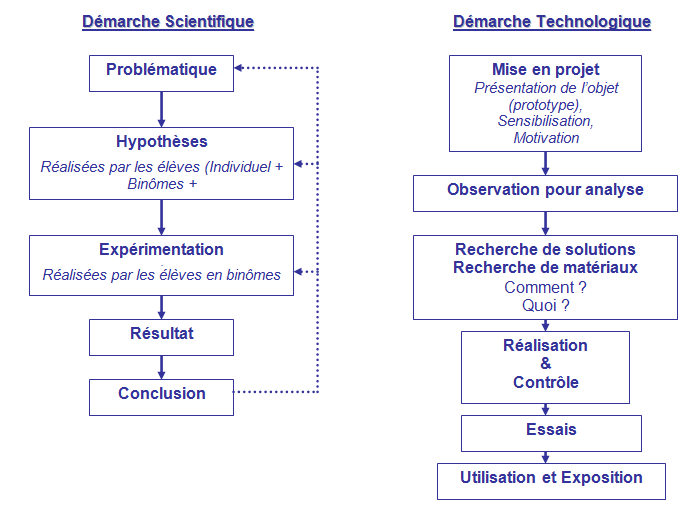 Démarche Scientifique
Problématique
Hypothèses
Réalisées par les élèves (Individuel +
Binômes +
Expérimentation
Réalisées par les élèves en binômes
Résultat
Conclusion
Démarche Technologique
Mise en projet
Présentation de l'objet
(prototype),
Sensibilisation,
Motivation
Observation pour analyse
Recherche de solutions
Recherche de matériaux
Comment ?
Quoi ?
Réalisation
&
Contrôle
Essais
Utilisation et Exposition